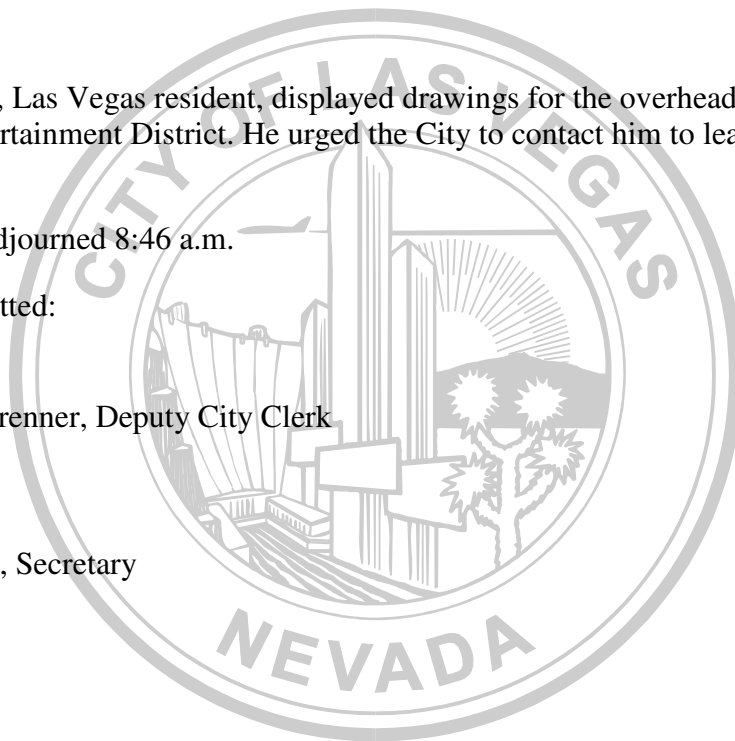 , Las Vegas resident, displayed drawings for the overhead
rtainment District. He urged the City to contact him to lea
djourned 8:46 a.m.
tted:
renner, Deputy City Clerk
, Secretary
CITY OF LAS VEGAS
NEVADA